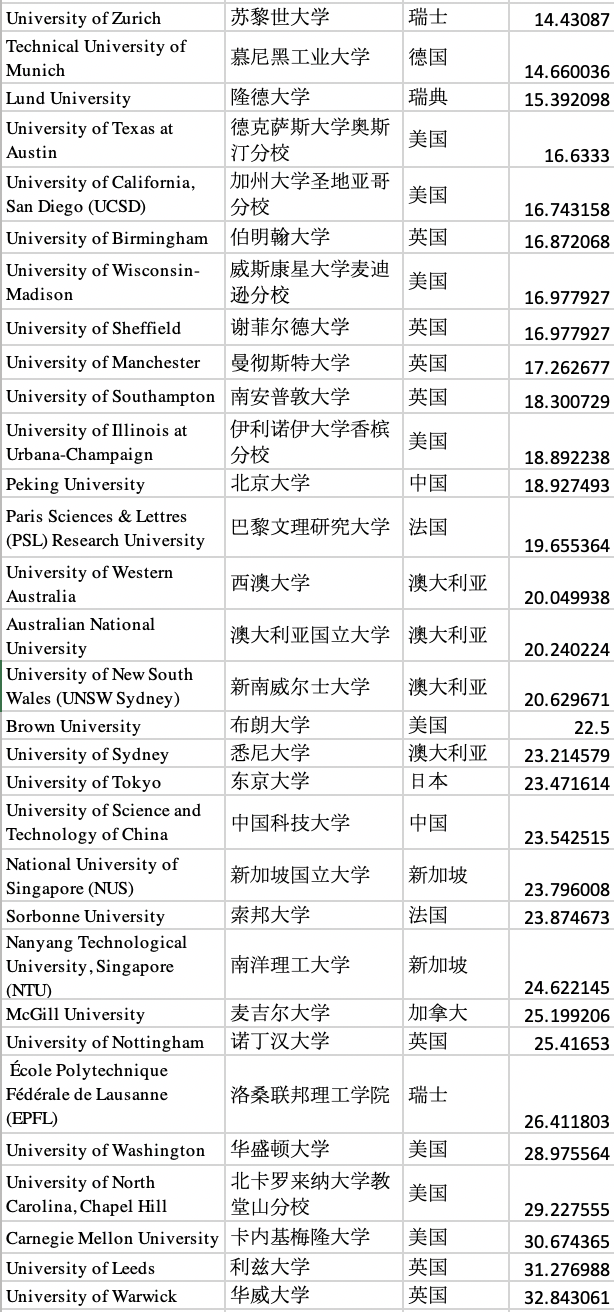 University of Zurich 苏黎世大学 瑞士 14.43087
Technical University of
Munich 慕尼黑工业大学 德国 14.660036
Lund University 隆德大学 瑞典 15.392098
University of Texas at
Austin 德克萨斯大学奥斯
汀分校 美国 16.6333
University of California,
San Diego (UCSD) 加州大学圣地亚哥
分校 美国 16.743158
University of Birmingham 伯明翰大学 英国 16.872068
University of Wisconsin-
Madison 威斯康星大学麦迪
逊分校 美国 16.977927
University of Sheffield 谢菲尔德大学 英国 16.977927
University of Manchester 曼彻斯特大学 英国 17.262677
University of Southampton 南安普敦大学 英国 18.300729
University of Illinois at
Urbana-Champaign 伊利诺伊大学香槟
分校 美国 18.892238
Peking University 北京大学 中国 18.927493
Paris Sciences & Lettres
(PSL) Research University 巴黎文理研究大学 法国 19.655364
University of Western
Australia 西澳大学 澳大利亚 20.049938
Australian National
University 澳大利亚国立大学 澳大利亚 20.240224
University of New South
Wales (UNSW Sydney) 新南威尔士大学 澳大利亚 20.629671
Brown University 布朗大学 美国 22.5
University of Sydney 悉尼大学 澳大利亚 23.214579
University of Tokyo 东京大学 日本 23.471614
University of Science and
Technology of China 中国科技大学 中国 23.542515
National University of
Singapore (NUS) 新加坡国立大学 新加坡 23.796008
Sorbonne University 索邦大学 法国 23.874673
Nanyang Technological
University, Singapore
(NTU) 南洋理工大学 新加坡 24.622145
McGill University 麦吉尔大学 加拿大 25.199206
University of Nottingham 诺丁汉大学 英国 25.41653
École Polytechnique
Fédérale de Lausanne
(EPFL) 洛桑联邦理工学院 瑞士 26.411803
University of Washington 华盛顿大学 美国 28.975564
University of North
Carolina, Chapel Hill 北卡罗来纳大学教
堂山分校 美国 29.227555
Carnegie Mellon University 卡内基梅隆大学 美国 30.674365
University of Leeds 利兹大学 英国 31.276988
University of Warwick 华威大学 英国 32.843061